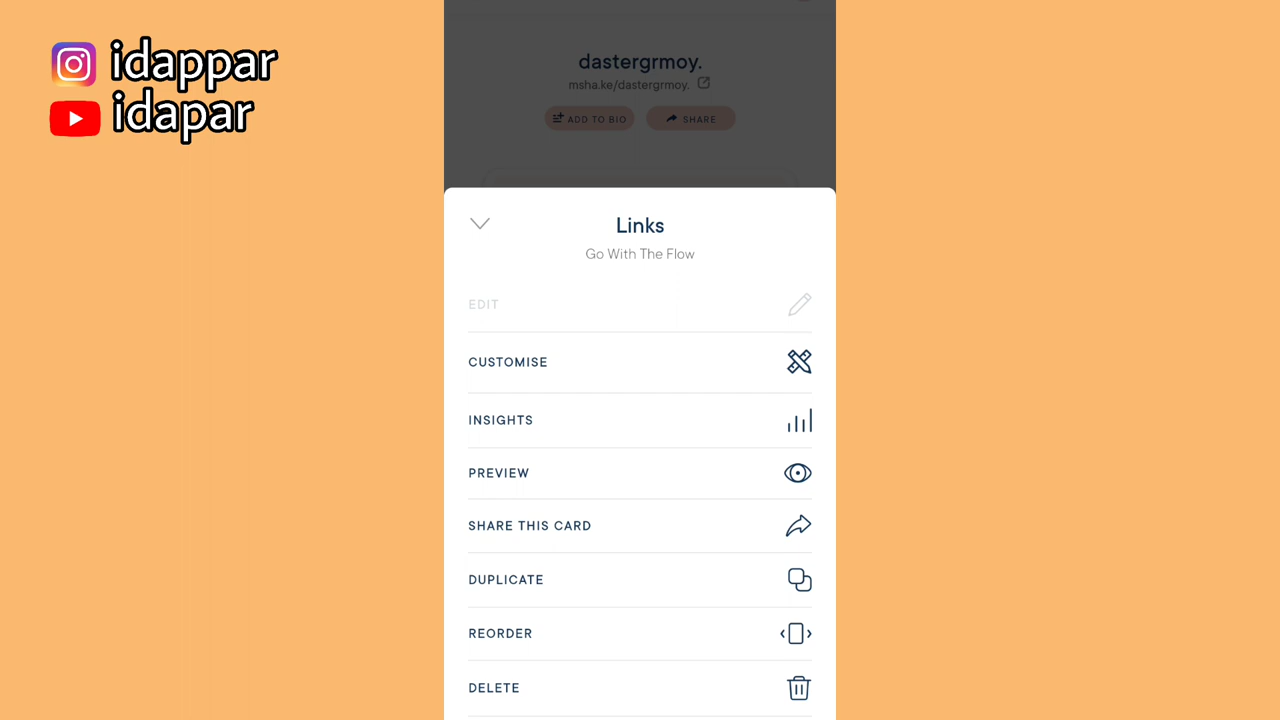 idappar
idapar
dastergrmoy.
msha.ke/dastergrmoy.
ADD TO BIO
SHARE
Links
Go With The Flow
EDIT
CUSTOMISE
INSIGHTS
PREVIEW
SHARE THIS CARD
DUPLICATE
REORDER
DELETE